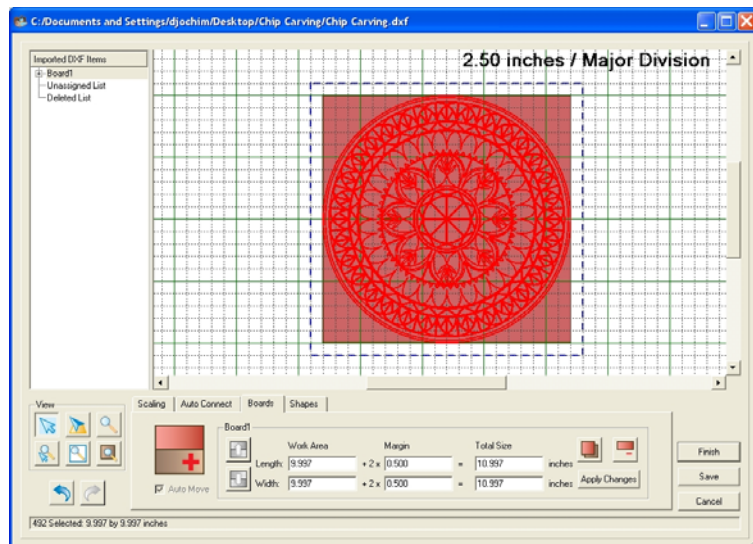 C:/Documents and Settings/djochim/Desktop/Chip Carving/Chip Carving.dxf
Imported DXF Items
Board1
Unassigned List
Deleted List
2.50 inches / Major Division
View
Scaling
Auto Connect
Boards
Shapes
Board1
Work Area
Margin
Total Size
Length: 9.997 + 2 x 0.500 = 10.997 inches
Width: 9.997 + 2 x 0.500 = 10.997 inches
Auto Move
Apply Changes
Finish
Save
Cancel
492 Selected: 9.997 by 9.997 inches